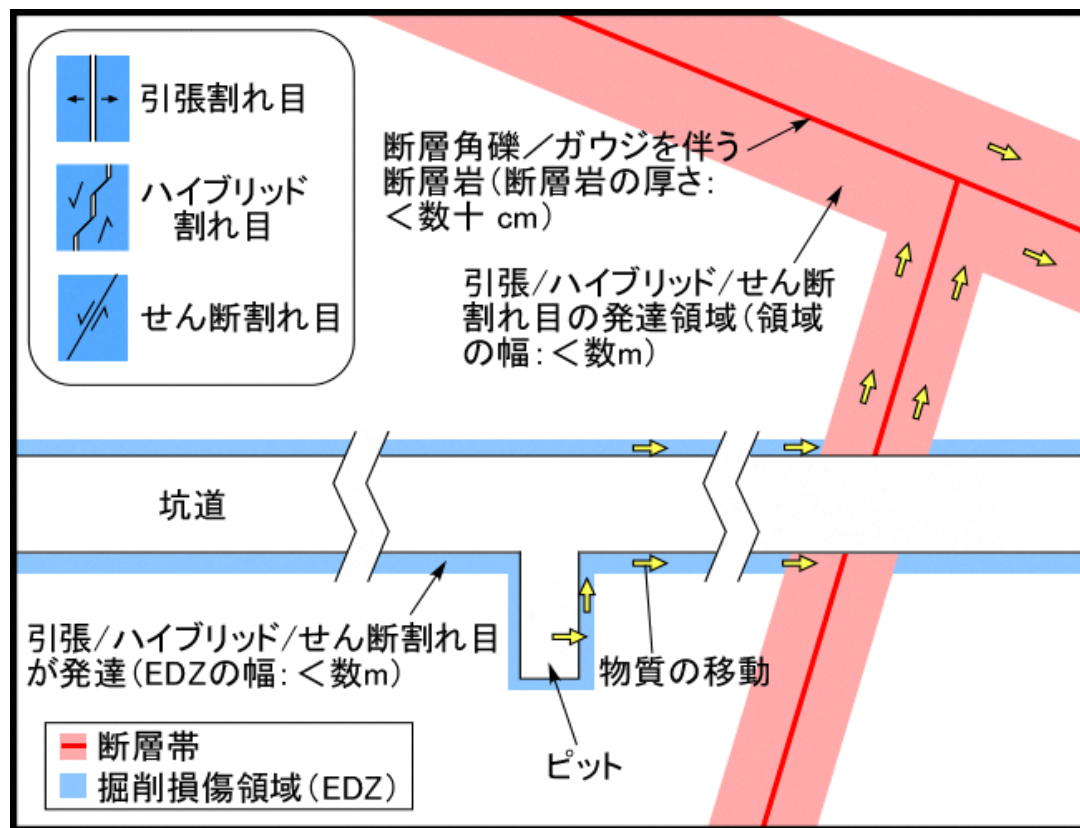 引張割れ目
ハイブリッド
割れ目
せん断割れ目
断層角礫／ガウジを伴う
断層岩（断層岩の厚さ：
＜数十 cm）
引張/ハイブリッド/せん断
割れ目の発達領域（領域
の幅：＜数m）
坑道
引張/ハイブリッド/せん断割れ目
が発達（EDZの幅：＜数m）
物質の移動
ピット
断層帯
掘削損傷領域（EDZ）